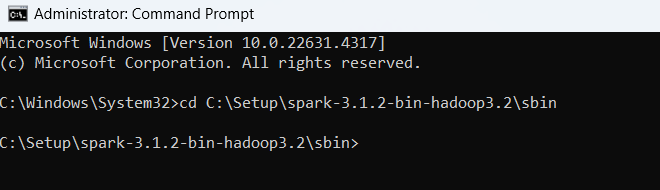 Administrator: Command Prompt
Microsoft Windows [Version 10.0.22631.4317]
(c) Microsoft Corporation. All rights reserved.
C:\Windows\System32>cd C:\Setup\spark-3.1.2-bin-hadoop3.2\sbin
C:\Setup\spark-3.1.2-bin-hadoop3.2\sbin>